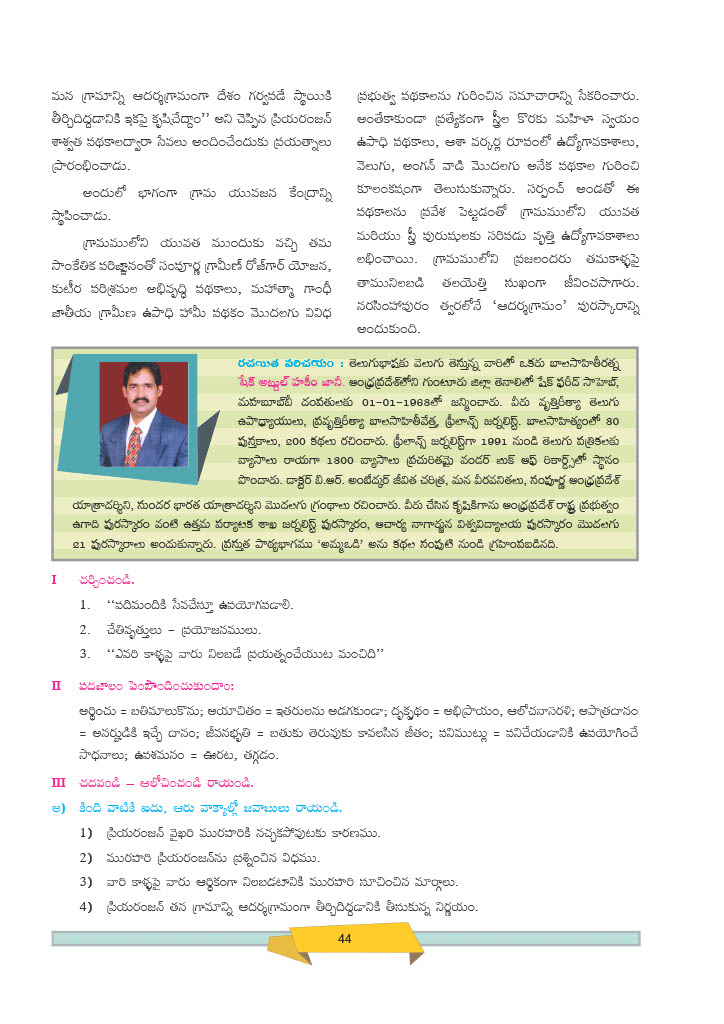 మన గ్రామాన్ని ఆదర్శగ్రామంగా దేశం గర్వపడే స్థాయికి
తీర్చిదిద్దడానికి ఇకపై కృషిచేద్దాం’’ అని చెప్పిన ప్రియరంజన్
శాశ్వత పథకాలద్వారా సేవలు అందించేందుకు ప్రయత్నాలు
ప్రారంభించాడు.
అందులో భాగంగా గ్రామ యువజన కేంద్రాన్ని
స్థాపించాడు.
గ్రామములోని యువత ముందుకు వచ్చి తమ
సాంకేతిక పరిజ్ఞానంతో సంపూర్ణ గ్రామీణ్ రోజ్‌గార్ యోజన,
కుటీర పరిశ్రమల అభివృద్ధి పథకాలు, మహాత్మా గాంధీ
జాతీయ గ్రామీణ ఉపాధి హామీ పథకం మొదలగు వివిధ
ప్రభుత్వ పథకాలను గురించిన సమాచారాన్ని సేకరించారు.
అంతేకాకుండా ప్రత్యేకంగా స్త్రీల కొరకు మహిళా స్వయం
ఉపాధి పథకాలు, ఆశా వర్కర్ల రూపంలో ఉద్యోగావకాశాలు,
వెలుగు, అంగన్ వాడి మొదలగు అనేక పథకాల గురించి
కూలంకషంగా తెలుసుకున్నారు. సర్పంచ్ అండతో ఈ
పథకాలను ప్రవేశ పెట్టడంతో గ్రామములోని యువత
మరియు స్త్రీ పురుషులకు సరిపడు వృత్తి ఉద్యోగావకాశాలు
లభించాయి. గ్రామములోని ప్రజలందరు తమకాళ్ళపై
తామునిలబడి తలయెత్తి సుఖంగా జీవించసాగారు.
నరసింహాపురం త్వరలోనే ‘ఆదర్శగ్రామం’ పురస్కారాన్ని
అందుకుంది.
రచయిత పరిచయం : తెలుగుభాషకు వెలుగు తెస్తున్న వారిలో ఒకరు బాలసాహితీరత్న
షేక్ అబ్దుల్ హకీం జానీ. ఆంధ్రప్రదేశ్‌లోని గుంటూరు జిల్లా తెనాలిలో షేక్ ఫరీద్ సాహెబ్,
మహబూబ్‌బీ దంపతులకు 01-01-1968లో జన్మించారు. వీరు వృత్తిరీత్యా తెలుగు
ఉపాధ్యాయులు, ప్రవృత్తిరీత్యా బాలసాహితీవేత్త, ఫ్రీలాన్స్ జర్నలిస్ట్. బాలసాహిత్యంలో 80
పుస్తకాలు, 200 కథలు రచించారు. ఫ్రీలాన్స్ జర్నలిస్ట్‌గా 1991 నుండి తెలుగు పత్రికలకు
వ్యాసాలు రాయగా 1800 వ్యాసాలు ప్రచురితమై వండర్ బుక్ ఆఫ్ రికార్డ్స్‌లో స్థానం
పొందారు. డాక్టర్ బి.ఆర్. అంబేద్కర్ జీవిత చరిత్ర, మన వీరవనితలు, సంపూర్ణ ఆంధ్రప్రదేశ్
యాత్రాదర్శిని, సుందర భారత యాత్రాదర్శిని మొదలగు గ్రంథాలు రచించారు. వీరు చేసిన కృషికిగాను ఆంధ్రప్రదేశ్ రాష్ట్ర ప్రభుత్వం
ఉగాది పురస్కారం వంటి ఉత్తమ పర్యాటక శాఖ జర్నలిస్ట్ పురస్కారం, ఆచార్య నాగార్జున విశ్వవిద్యాలయ పురస్కారం మొదలగు
21 పురస్కారాలు అందుకున్నారు. ప్రస్తుత పాఠ్యభాగము ‘అమ్మఒడి’ అను కథల సంపుటి నుండి గ్రహింపబడినది.
I చర్చించండి.
1. ‘‘పదిమందికి సేవచేస్తూ ఉపయోగపడాలి.
2. చేతివృత్తులు – ప్రయోజనములు.
3. ‘‘ఎవరి కాళ్ళపై వారు నిలబడే ప్రయత్నంచేయుట మంచిది’’
II పదజాలం పెంపొందించుకుందాం:
అర్థించు = బతిమాలుకొను; అయాచితం = ఇతరులను అడగకుండా; దృక్పథం = అభిప్రాయం, ఆలోచనాసరళి; అపాత్రదానం
= అనర్హుడికి ఇచ్చే దానం; జీవనభృతి = బతుకు తెరువుకు కావలసిన జీతం; పనిముట్లు = పనిచేయడానికి ఉపయోగించే
సాధనాలు; ఉపశమనం = ఊరట, తగ్గడం.
III చదవండి – ఆలోచించండి రాయండి.
అ) కింది వాటికి ఐదు, ఆరు వాక్యాల్లో జవాబులు రాయండి.
1) ప్రియరంజన్ వైఖరి మురహరికి నచ్చకపోవుటకు కారణము.
2) మురహరి ప్రియరంజన్‌ను ప్రశ్నించిన విధము.
3) వారి కాళ్ళపై వారు ఆర్థికంగా నిలబడటానికి మురహరి సూచించిన మార్గాలు.
4) ప్రియరంజన్ తన గ్రామాన్ని ఆదర్శగ్రామంగా తీర్చిదిద్దడానికి తీసుకున్న నిర్ణయం.
44